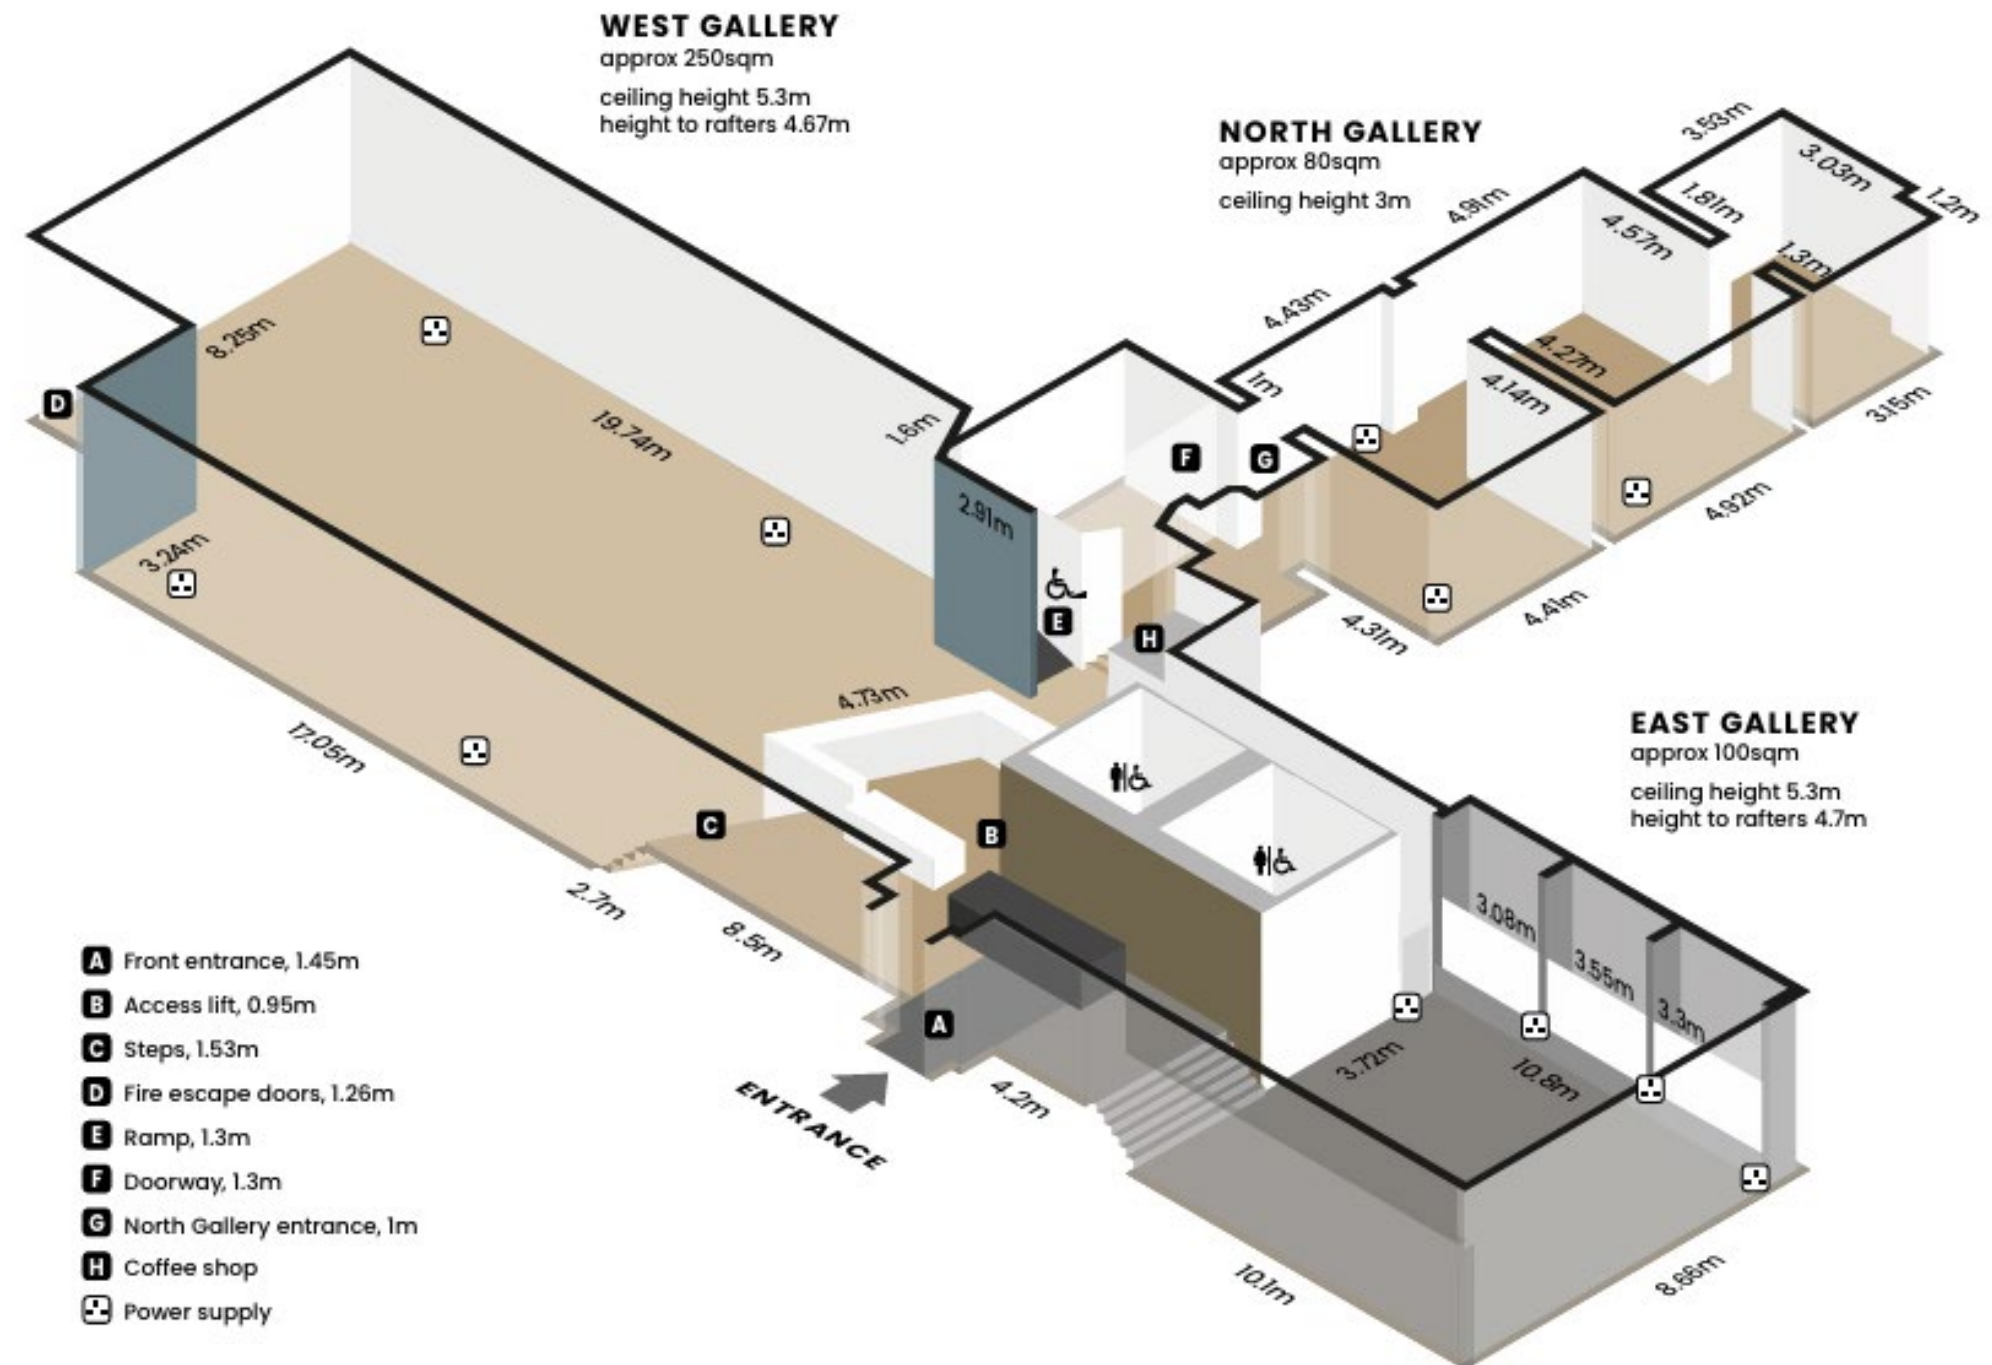 WEST GALLERY
approx 250sqm
ceiling height 5.3m
height to rafters 4.67m
NORTH GALLERY
approx 80sqm
ceiling height 3m
3.53m
3.03m
1.2m
1.81m
4.91m
4.57m
1.3m
4.43m
1m
4.27m
4.14m
3.15m
F
G
4.92m
4.41m
4.31m
8.25m
D
19.74m
1.6m
2.91m
3.24m
E
H
4.73m
17.05m
C
B
2.7m
8.5m
EAST GALLERY
approx 100sqm
ceiling height 5.3m
height to rafters 4.7m
3.08m
3.55m
3.3m
A
3.72m
10.8m
ENTRANCE
4.2m
10.1m
8.66m
A Front entrance, 1.45m
B Access lift, 0.95m
C Steps, 1.53m
D Fire escape doors, 1.26m
E Ramp, 1.3m
F Doorway, 1.3m
G North Gallery entrance, 1m
H Coffee shop
Power supply